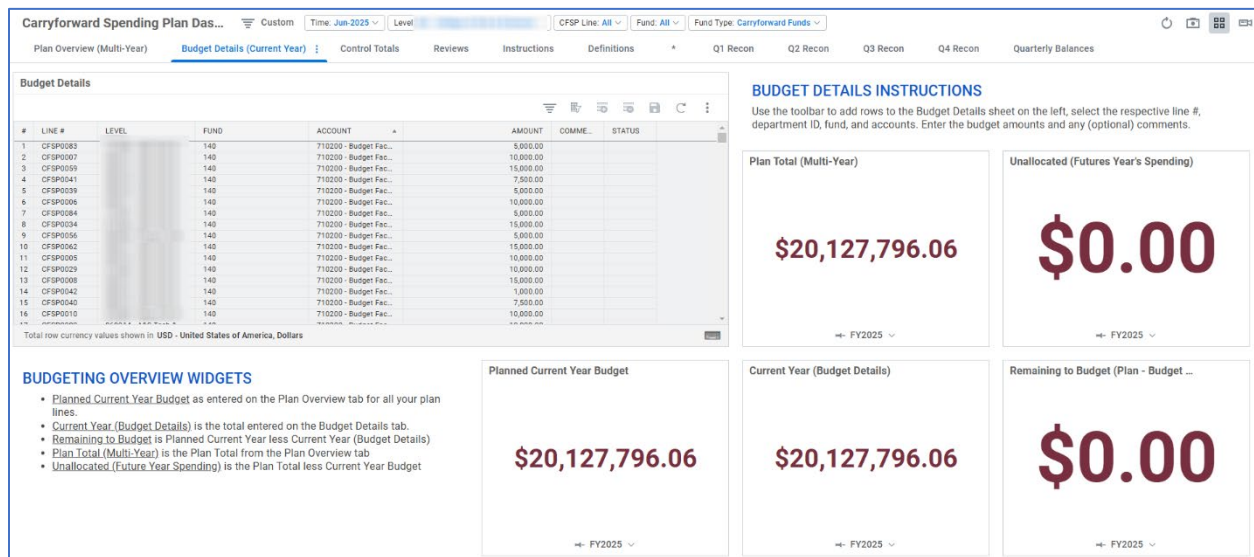 Carryforward Spending Plan Das... Custom Time: Jun-2025 Level CFSP Line: All Fund: All Fund Type: Carryforward Funds
Plan Overview (Multi-Year) Budget Details (Current Year) Control Totals Reviews Instructions Definitions * Q1 Recon Q2 Recon Q3 Recon Q4 Recon Quarterly Balances
Budget Details
# LINE # LEVEL FUND ACCOUNT AMOUNT COMME... STATUS
1 CFSP0083 140 710200 - Budget Fac... 5,000.00
2 CFSP0007 140 710200 - Budget Fac... 10,000.00
3 CFSP0059 140 710200 - Budget Fac... 15,000.00
4 CFSP0041 140 710200 - Budget Fac... 7,500.00
5 CFSP0039 140 710200 - Budget Fac... 5,000.00
6 CFSP0006 140 710200 - Budget Fac... 10,000.00
7 CFSP0084 140 710200 - Budget Fac... 5,000.00
8 CFSP0034 140 710200 - Budget Fac... 15,000.00
9 CFSP0056 140 710200 - Budget Fac... 5,000.00
10 CFSP0062 140 710200 - Budget Fac... 15,000.00
11 CFSP0005 140 710200 - Budget Fac... 10,000.00
12 CFSP0029 140 710200 - Budget Fac... 10,000.00
13 CFSP0008 140 710200 - Budget Fac... 15,000.00
14 CFSP0042 140 710200 - Budget Fac... 1,000.00
15 CFSP0040 140 710200 - Budget Fac... 7,500.00
16 CFSP0010 140 710200 - Budget Fac... 10,000.00
Total row currency values shown in USD - United States of America, Dollars
BUDGET DETAILS INSTRUCTIONS
Use the toolbar to add rows to the Budget Details sheet on the left, select the respective line #,
department ID, fund, and accounts. Enter the budget amounts and any (optional) comments.
Plan Total (Multi-Year)
$20,127,796.06
FY2025
Unallocated (Futures Year's Spending)
$0.00
FY2025
BUDGETING OVERVIEW WIDGETS
• Planned Current Year Budget as entered on the Plan Overview tab for all your plan
lines.
• Current Year (Budget Details) is the total entered on the Budget Details tab.
• Remaining to Budget is Planned Current Year less Current Year (Budget Details)
• Plan Total (Multi-Year) is the Plan Total from the Plan Overview tab
• Unallocated (Future Year Spending) is the Plan Total less Current Year Budget
Planned Current Year Budget
$20,127,796.06
FY2025
Current Year (Budget Details)
$20,127,796.06
FY2025
Remaining to Budget (Plan - Budget ...
$0.00
FY2025